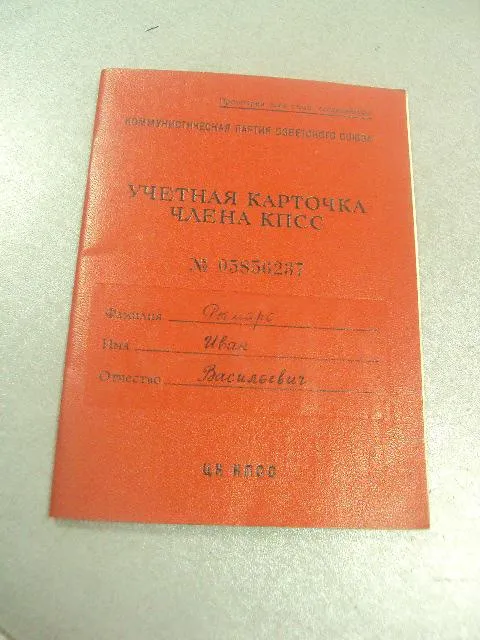 Пролетарии всех стран, соединяйтесь!
КОММУНИСТИЧЕСКАЯ ПАРТИЯ СОВЕТСКОГО СОЮЗА
УЧЕТНАЯ КАРТОЧКА
ЧЛЕНА КПСС
№ 05856237
Фамилия
Имя Иван
Отчество Васильевич
ЦК КПСС